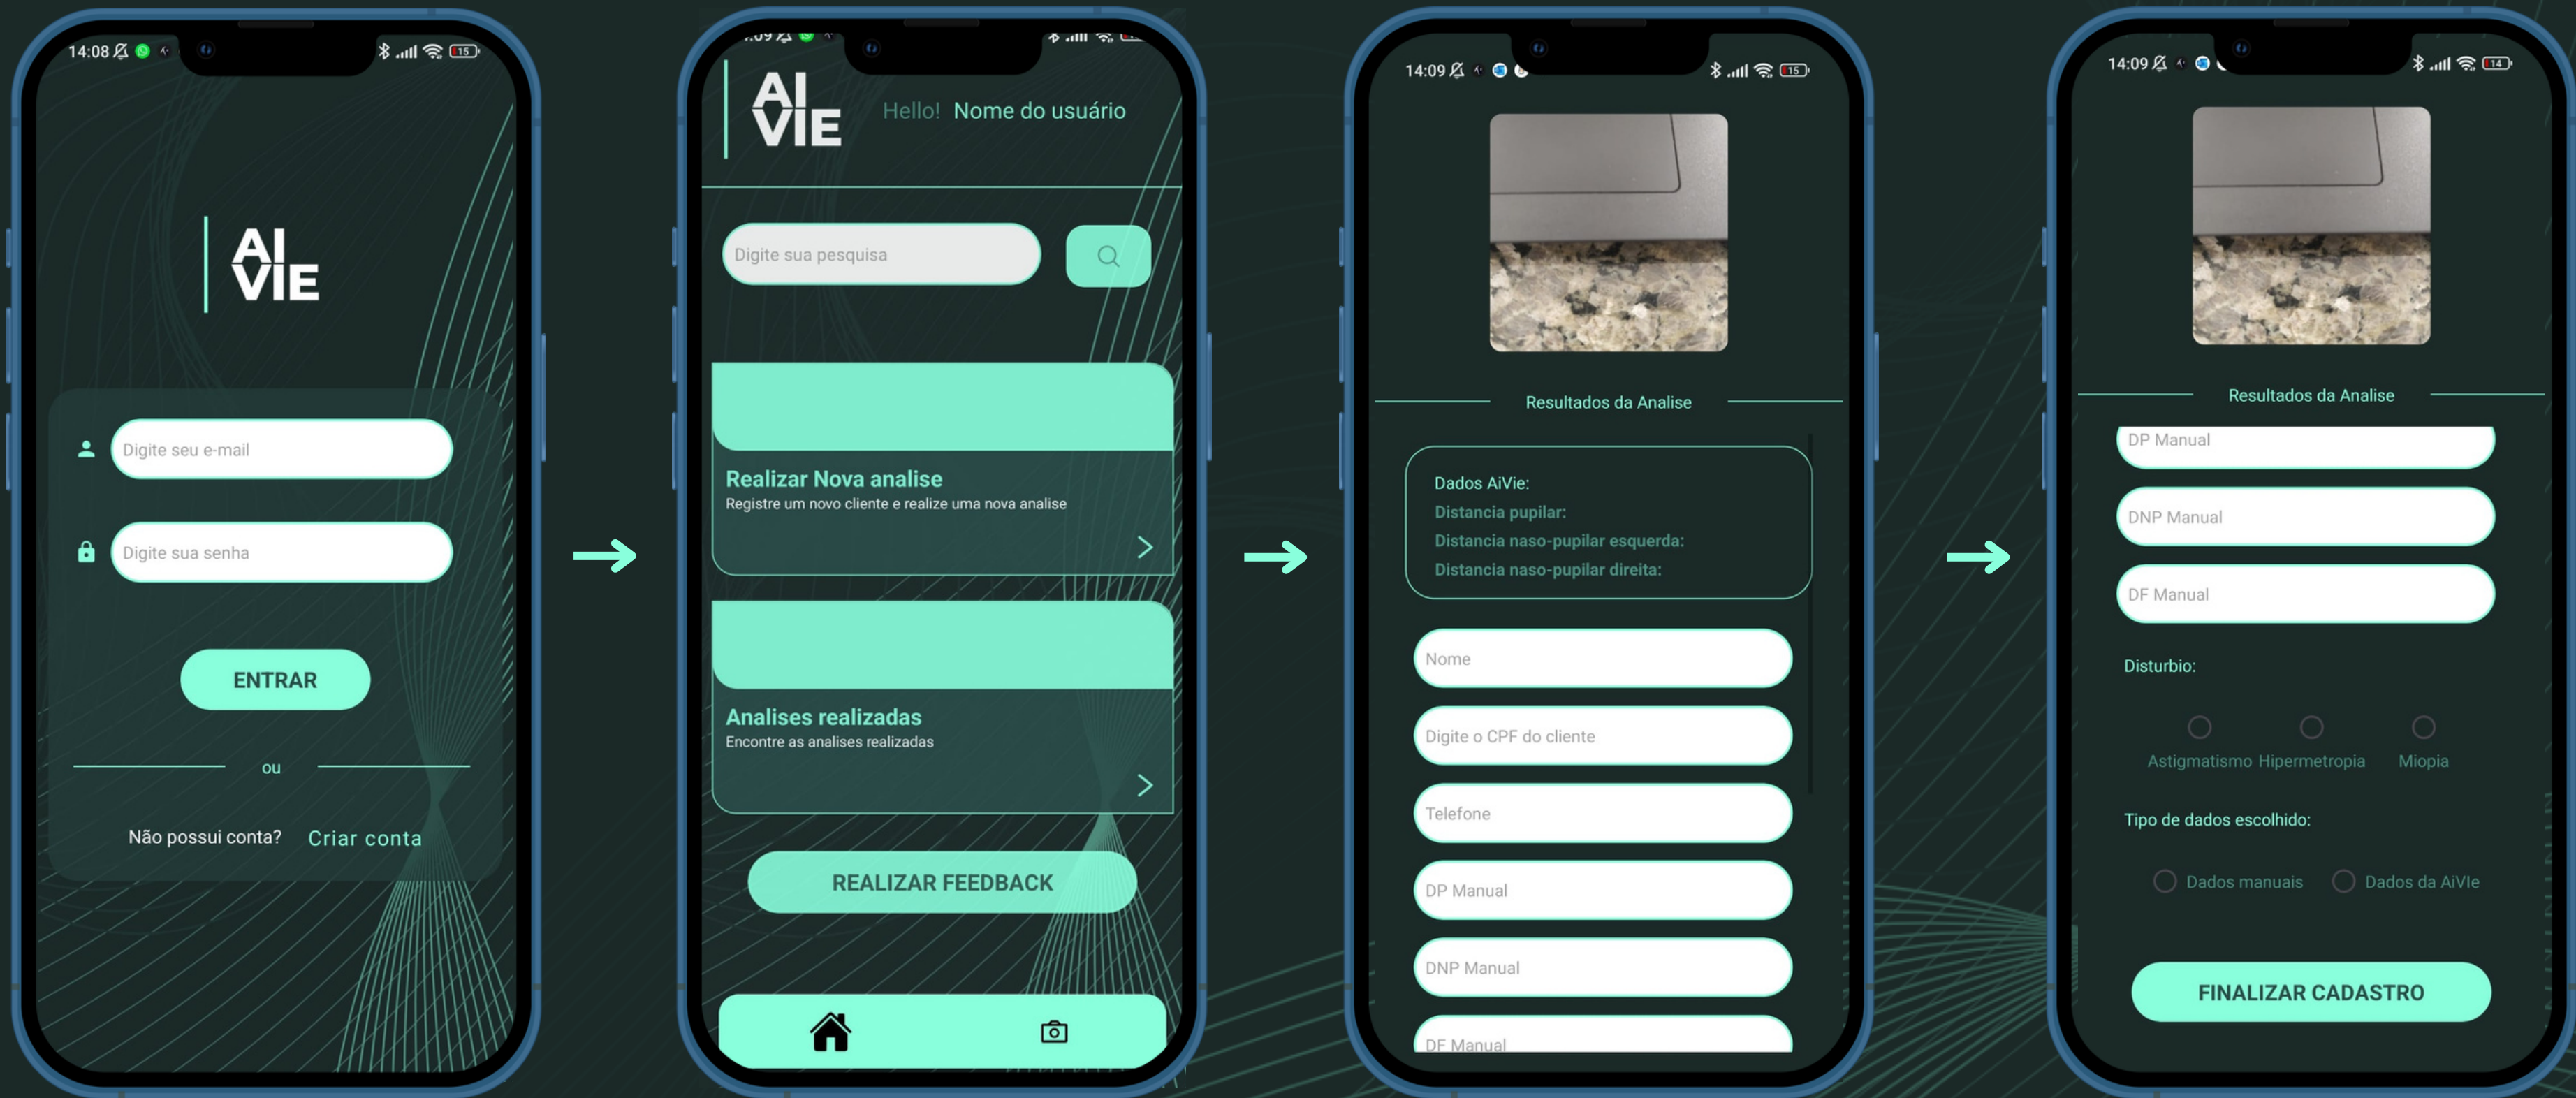 14:08
15
AI
VIE
Digite seu e-mail
Digite sua senha
ENTRAR
ou
Não possui conta? Criar conta
AI
VIE
Hello! Nome do usuário
Digite sua pesquisa
Realizar Nova analise
Registre um novo cliente e realize uma nova analise
Analises realizadas
Encontre as analises realizadas
REALIZAR FEEDBACK
14:09
15
Resultados da Analise
Dados AiVie:
Distancia pupilar:
Distancia naso-pupilar esquerda:
Distancia naso-pupilar direita:
Nome
Digite o CPF do cliente
Telefone
DP Manual
DNP Manual
DF Manual
14:09
14
Resultados da Analise
DP Manual
DNP Manual
DF Manual
Disturbio:
Astigmatismo Hipermetropia Miopia
Tipo de dados escolhido:
Dados manuais Dados da AiVIe
FINALIZAR CADASTRO